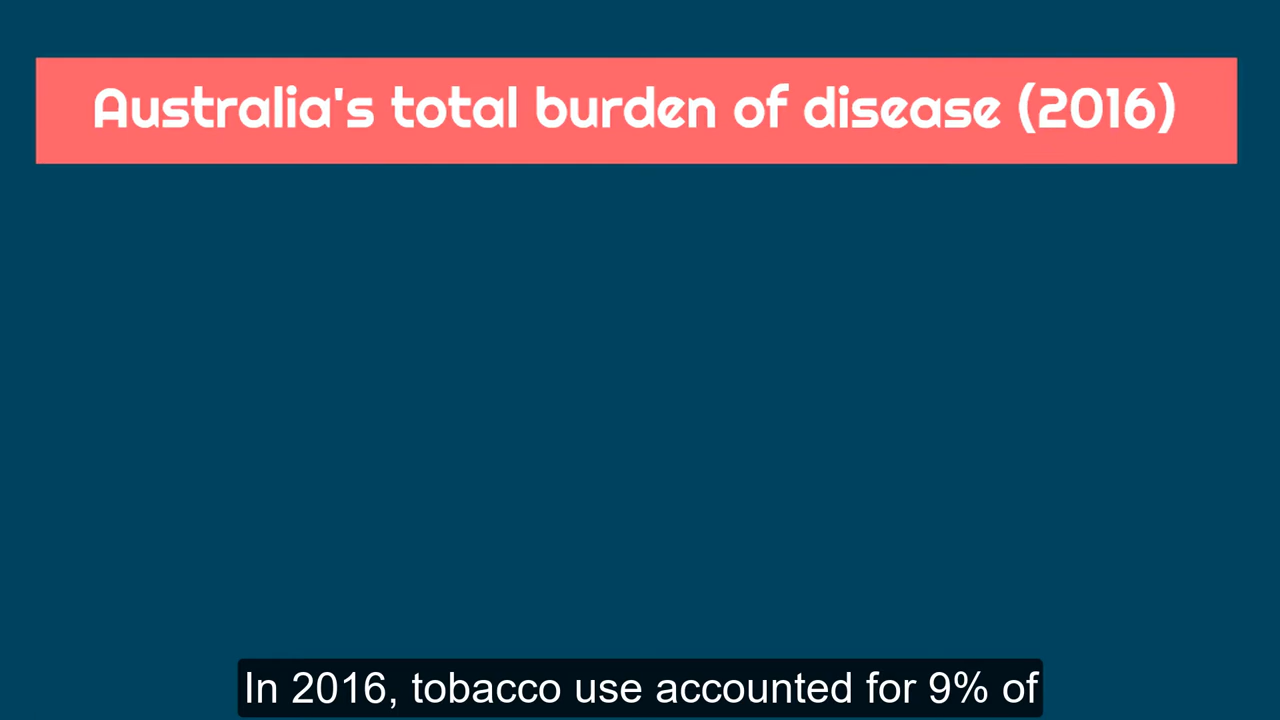 Australia's total burden of disease (2016)
In 2016, tobacco use accounted for 9% of